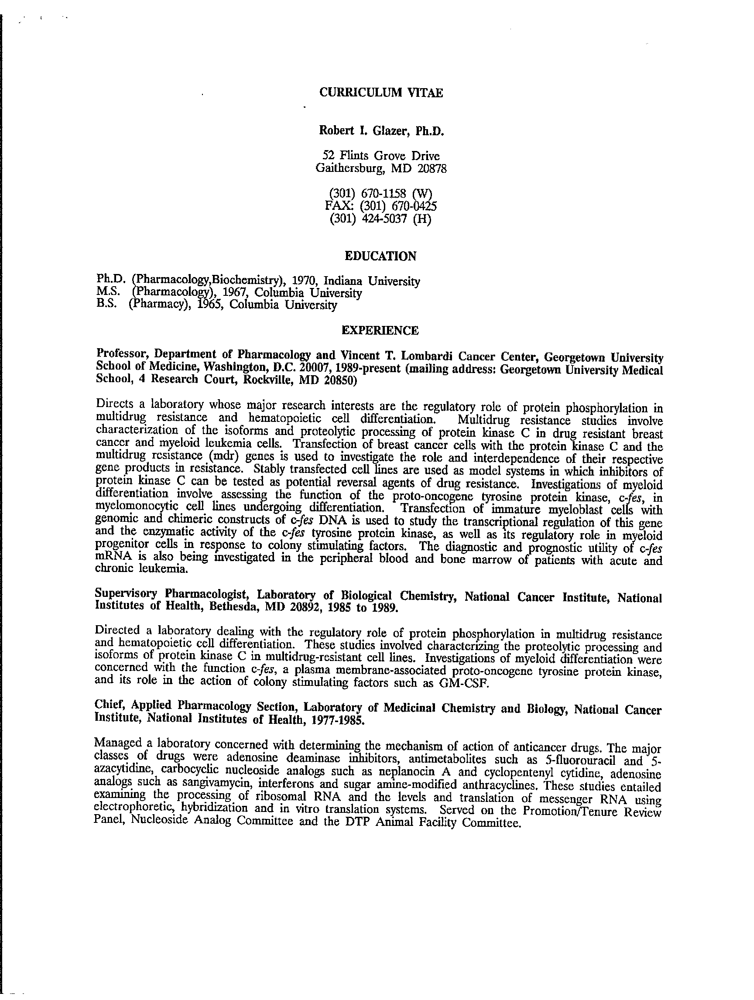 CURRICULUM VITAE
Robert I. Glazer, Ph.D.
52 Flints Grove Drive
Gaithersburg, MD 20878
(301) 670-1158 (W)
FAX: (301) 670-0425
(301) 424-5037 (H)
EDUCATION
Ph.D. (Pharmacology,Biochemistry), 1970, Indiana University
M.S. (Pharmacology), 1967, Columbia University
B.S. (Pharmacy), 1965, Columbia University
EXPERIENCE
Professor, Department of Pharmacology and Vincent T. Lombardi Cancer Center, Georgetown University
School of Medicine, Washington, D.C. 20007, 1989-present (mailing address: Georgetown University Medical
School, 4 Research Court, Rockville, MD 20850)
Directs a laboratory whose major research interests are the regulatory role of protein phosphorylation in
multidrug resistance and hematopoietic cell differentiation. Multidrug resistance studies involve
characterization of the isoforms and proteolytic processing of protein kinase C in drug resistant breast
cancer and myeloid leukemia cells. Transfection of breast cancer cells with the protein kinase C and the
multidrug resistance (mdr) genes is used to investigate the role and interdependence of their respective
gene products in resistance. Stably transfected cell lines are used as model systems in which inhibitors of
protein kinase C can be tested as potential reversal agents of drug resistance. Investigations of myeloid
differentiation involve assessing the function of the proto-oncogene tyrosine protein kinase, c-fes, in
myelomonocytic cell lines undergoing differentiation. Transfection of immature myeloblast cells with
genomic and chimeric constructs of c-fes DNA is used to study the transcriptional regulation of this gene
and the enzymatic activity of the c-fes tyrosine protein kinase, as well as its regulatory role in myeloid
progenitor cells in response to colony stimulating factors. The diagnostic and prognostic utility of c-fes
mRNA is also being investigated in the peripheral blood and bone marrow of patients with acute and
chronic leukemia.
Supervisory Pharmacologist, Laboratory of Biological Chemistry, National Cancer Institute, National
Institutes of Health, Bethesda, MD 20892, 1985 to 1989.
Directed a laboratory dealing with the regulatory role of protein phosphorylation in multidrug resistance
and hematopoietic cell differentiation. These studies involved characterizing the proteolytic processing and
isoforms of protein kinase C in multidrug-resistant cell lines. Investigations of myeloid differentiation were
concerned with the function c-fes, a plasma membrane-associated proto-oncogene tyrosine protein kinase,
and its role in the action of colony stimulating factors such as GM-CSF.
Chief, Applied Pharmacology Section, Laboratory of Medicinal Chemistry and Biology, National Cancer
Institute, National Institutes of Health, 1977-1985.
Managed a laboratory concerned with determining the mechanism of action of anticancer drugs. The major
classes of drugs were adenosine deaminase inhibitors, antimetabolites such as 5-fluorouracil and 5-
azacytidine, carbocyclic nucleoside analogs such as neplanocin A and cyclopentenyl cytidine, adenosine
analogs such as sangivamycin, interferons and sugar amine-modified anthracyclines. These studies entailed
examining the processing of ribosomal RNA and the levels and translation of messenger RNA using
electrophoretic, hybridization and in vitro translation systems. Served on the Promotion/Tenure Review
Panel, Nucleoside Analog Committee and the DTP Animal Facility Committee.